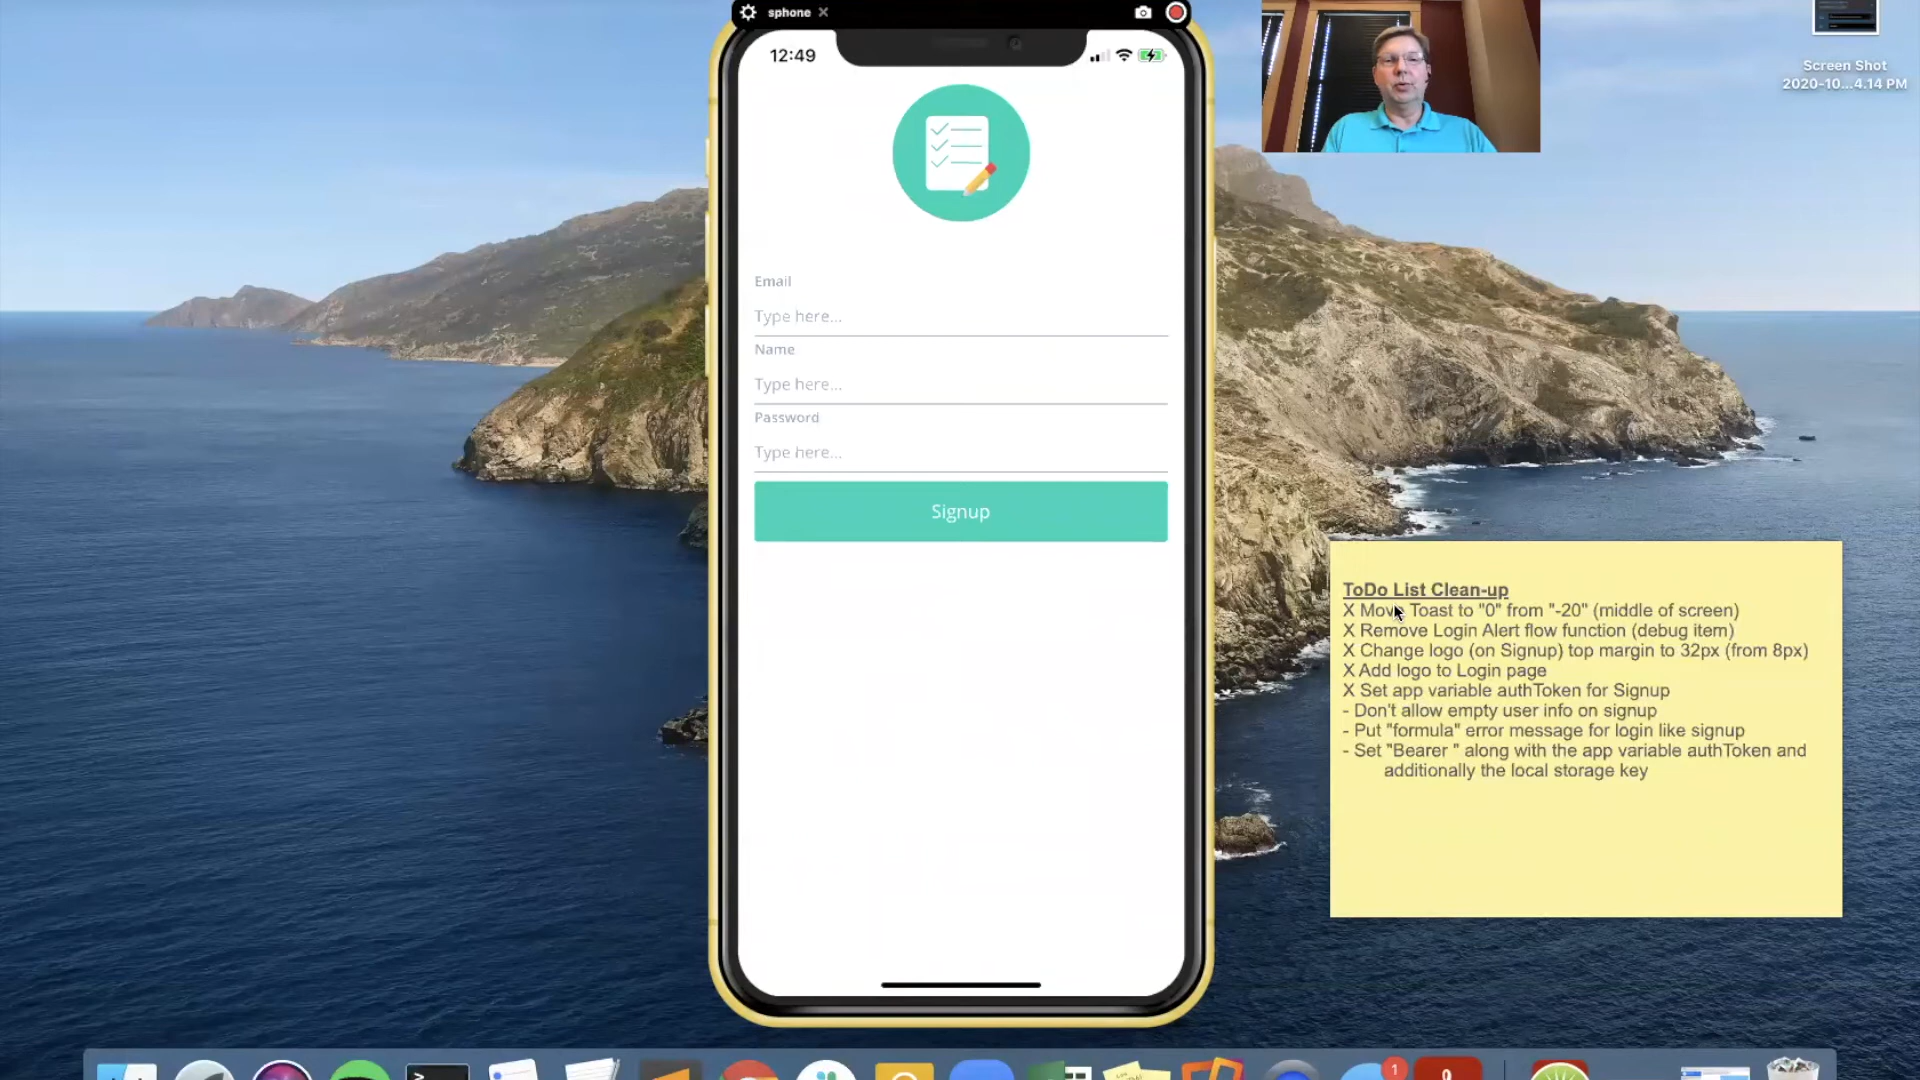 sphone
12:49
Screen Shot
2020-10...4.14 PM
Email
Type here...
Name
Type here...
Password
Type here...
Signup
ToDo List Clean-up
X Move Toast to "0" from "-20" (middle of screen)
X Remove Login Alert flow function (debug item)
X Change logo (on Signup) top margin to 32px (from 8px)
X Add logo to Login page
X Set app variable authToken for Signup
- Don't allow empty user info on signup
- Put "formula" error message for login like signup
- Set "Bearer " along with the app variable authToken and
additionally the local storage key
1